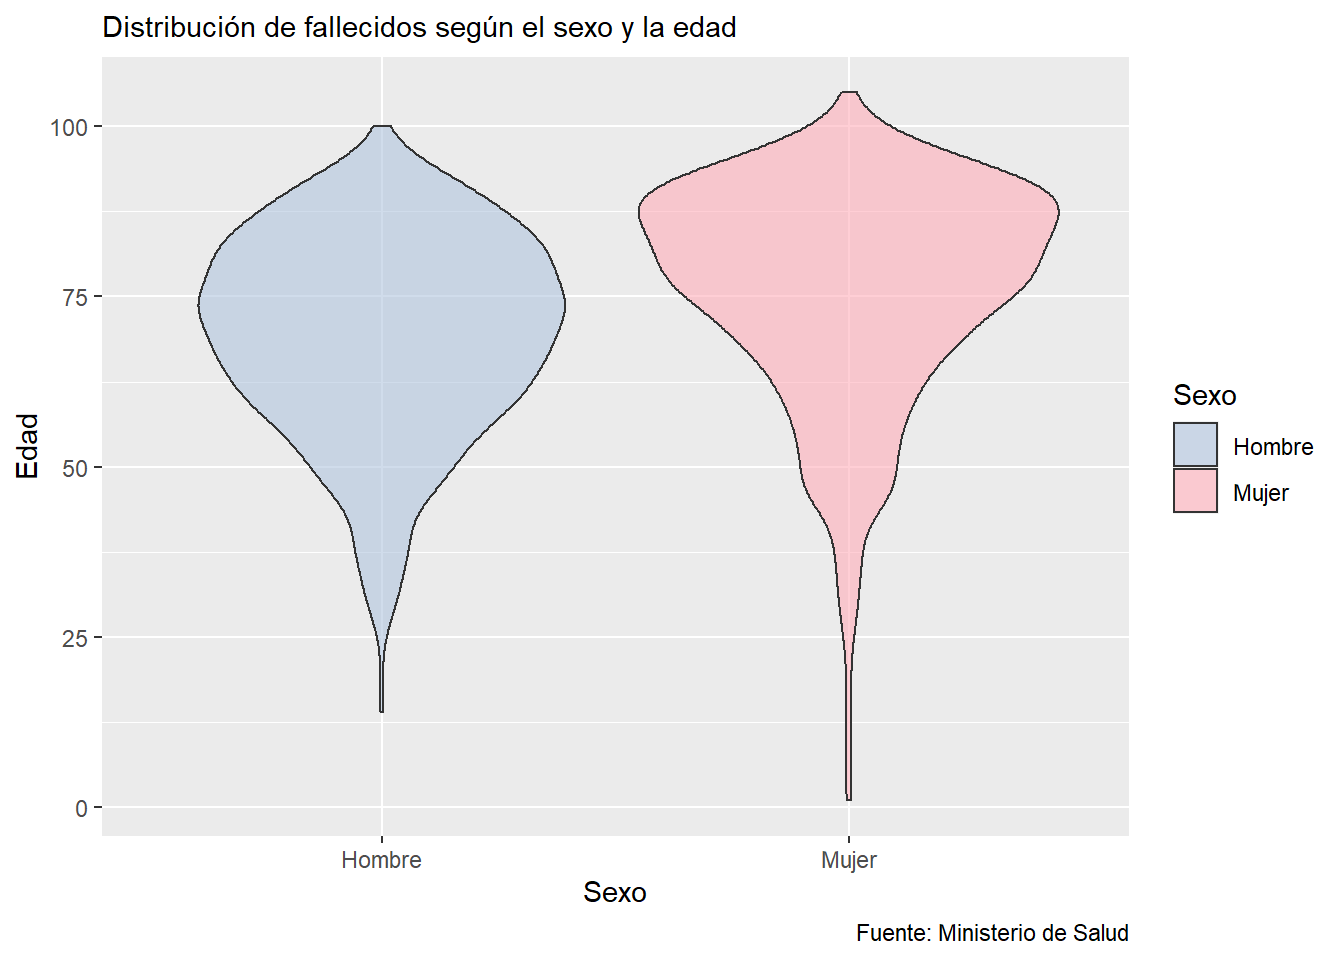 Distribución de fallecidos según el sexo y la edad
100
75
50
25
0
Edad
Hombre
Mujer
Sexo
Sexo
Hombre
Mujer
Fuente: Ministerio de Salud